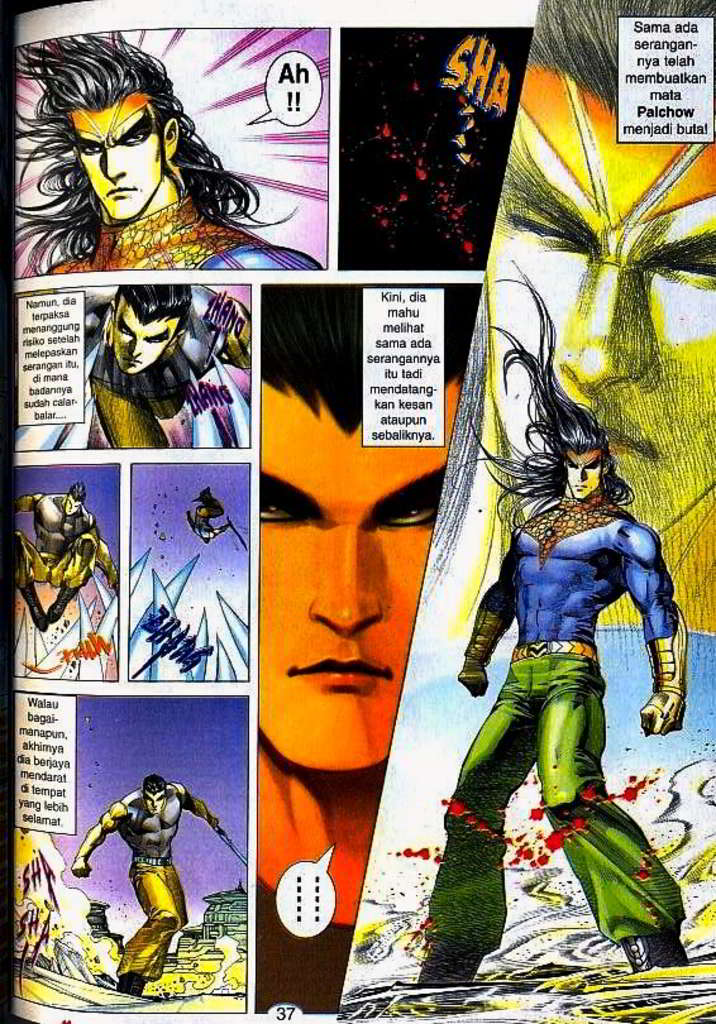 Ah
!!
SHA
Sama ada
serangan-
nya telah
membuatkan
mata
Palchow
menjadi buta!
Namun, dia
terpaksa
menanggung
risiko setelah
melepaskan
serangan itu,
di mana
badannya
sudah calar-
balar....
Kini, dia
mahu
melihat
sama ada
serangannya
itu tadi
mendatang-
kan kesan
ataupun
sebaliknya.
Walau
bagai-
manapun,
akhirnya
dia berjaya
mendarat
di tempat
yang lebih
selamat.
SHA
SHA
37